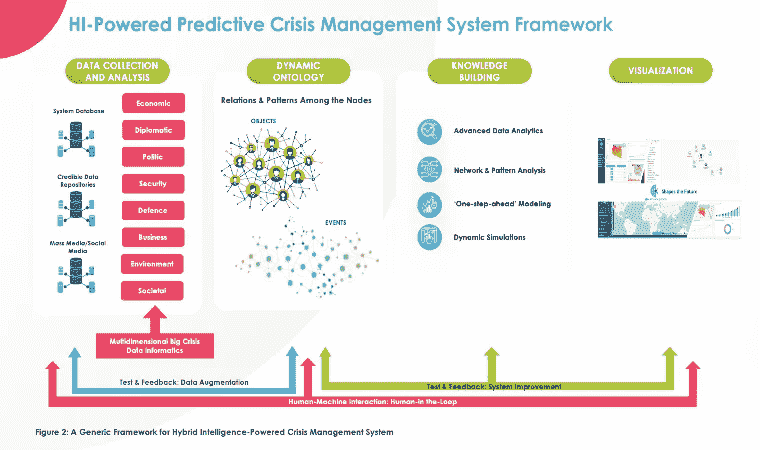 HI-Powered Predictive Crisis Management System Framework
DATA COLLECTION
AND ANALYSIS
System Database
Credible Data
Repositories
Mass Media/Social
Media
Economic
Diplomatic
Politic
Security
Defence
Business
Environment
Societal
Multidimensional Big Crisis
Data Informatics
DYNAMIC
ONTOLOGY
Relations & Patterns Among the Nodes
OBJECTS
EVENTS
KNOWLEDGE
BUILDING
Advanced Data Analytics
Network & Pattern Analysis
'One-step-ahead' Modeling
Dynamic Simulations
VISUALIZATION
Shapes the Future
Test & Feedback: Data Augmentation
Test & Feedback: System Improvement
Human-Machine Interaction: Human-in the-Loop
Figure 2: A Generic Framework for Hybrid Intelligence-Powered Crisis Management System